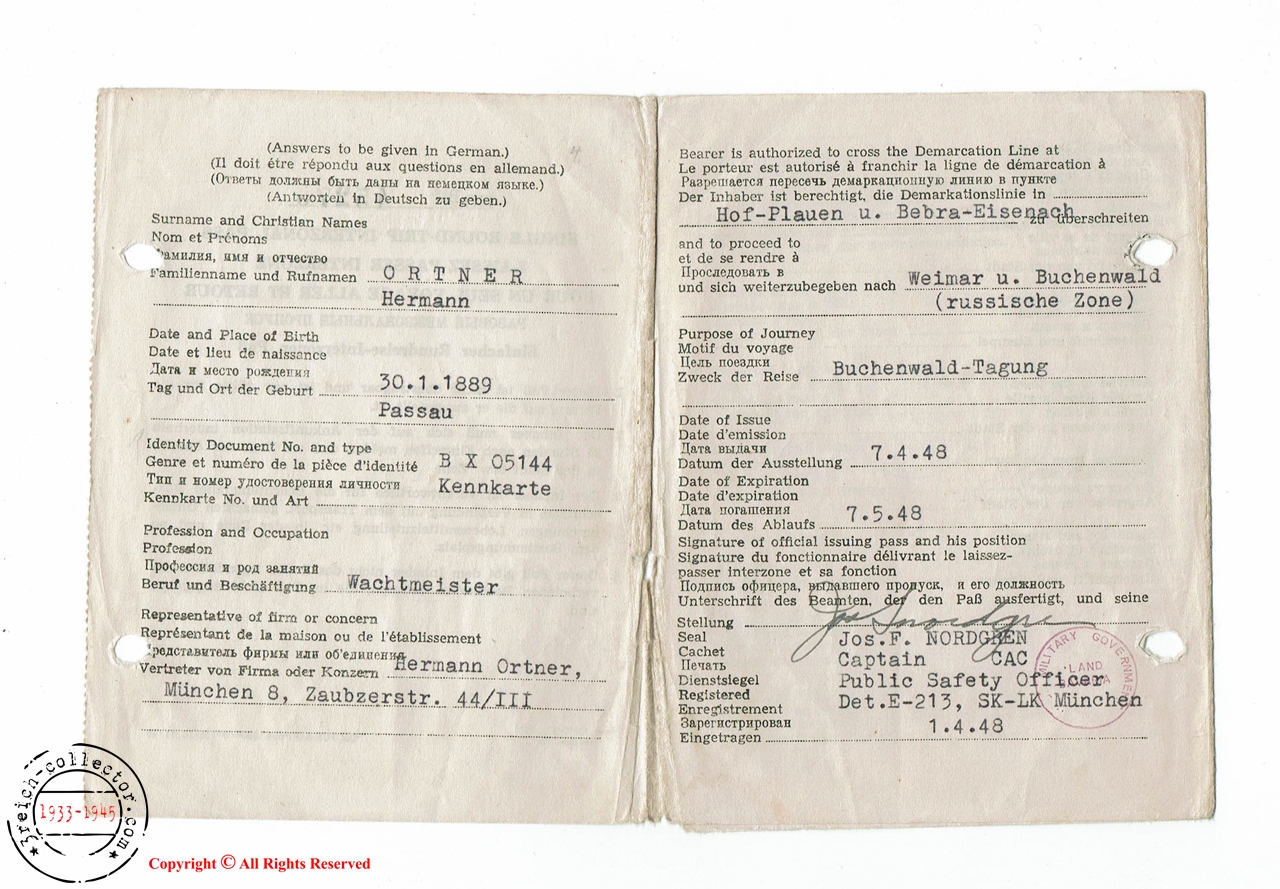 (Answers to be given in German.)
(Il doit étre répondu aux questions en allemand.)
(Ответы должны быть даны на немецком языке.)
(Antworten in Deutsch zu geben.)
Surname and Christian Names
Nom et Prénoms
Фамилия, имя и отчество
Familienname und Rufnamen ORTNER
Hermann
Date and Place of Birth
Date et lieu de naissance
Дата и место рождения
Tag und Ort der Geburt 30.1.1889
Passau
Identity Document No. and type
Genre et numéro de la pièce d'identité B X 05144
Тип и номер удостоверения личности Kennkarte
Kennkarte No. und Art
Profession and Occupation
Profession
Профессия и род занятий
Beruf und Beschäftigung Wachtmeister
Representative of firm or concern
Représentant de la maison ou de l'établissement
Представитель фирмы или об'единения
Vertreter von Firma oder Konzern Hermann Ortner,
München 8, Zaubzerstr. 44/III
Bearer is authorized to cross the Demarcation Line at
Le porteur est autorisé à franchir la ligne de démarcation à
Разрешается пересечь демаркационную линию в пункте
Der Inhaber ist berechtigt, die Demarkationslinie in
Hof-Plauen u. Bebra-Eisenach zu überschreiten
and to proceed to
et de se rendre à
Проследовать в
und sich weiterzubegeben nach Weimar u. Buchenwald
(russische Zone)
Purpose of Journey
Motif du voyage
Цель поездки
Zweck der Reise Buchenwald-Tagung
Date of Issue
Date d'emission
Дата выдачи
Datum der Ausstellung 7.4.48
Date of Expiration
Date d'expiration
Дата погашения
Datum des Ablaufs 7.5.48
Signature of official issuing pass and his position
Signature du fonctionnaire délivrant le laissez-
passer interzone et sa fonction
Подпись офицера, выдавшего пропуск, и его должность
Unterschrift des Beamten, der den Paß ausfertigt, und seine
Stellung
Seal Jos.F. NORDGREN
Cachet Captain CAC
Печать
Dienstsiegel Public Safety Officer
Registered Det.E-213, SK-LK München
Enregistrement
Зарегистрирован 1.4.48
Eingetragen
MILITARY GOVERNMENT
LAND
3reich-collector.com
1933-1945
Copyright © All Rights Reserved